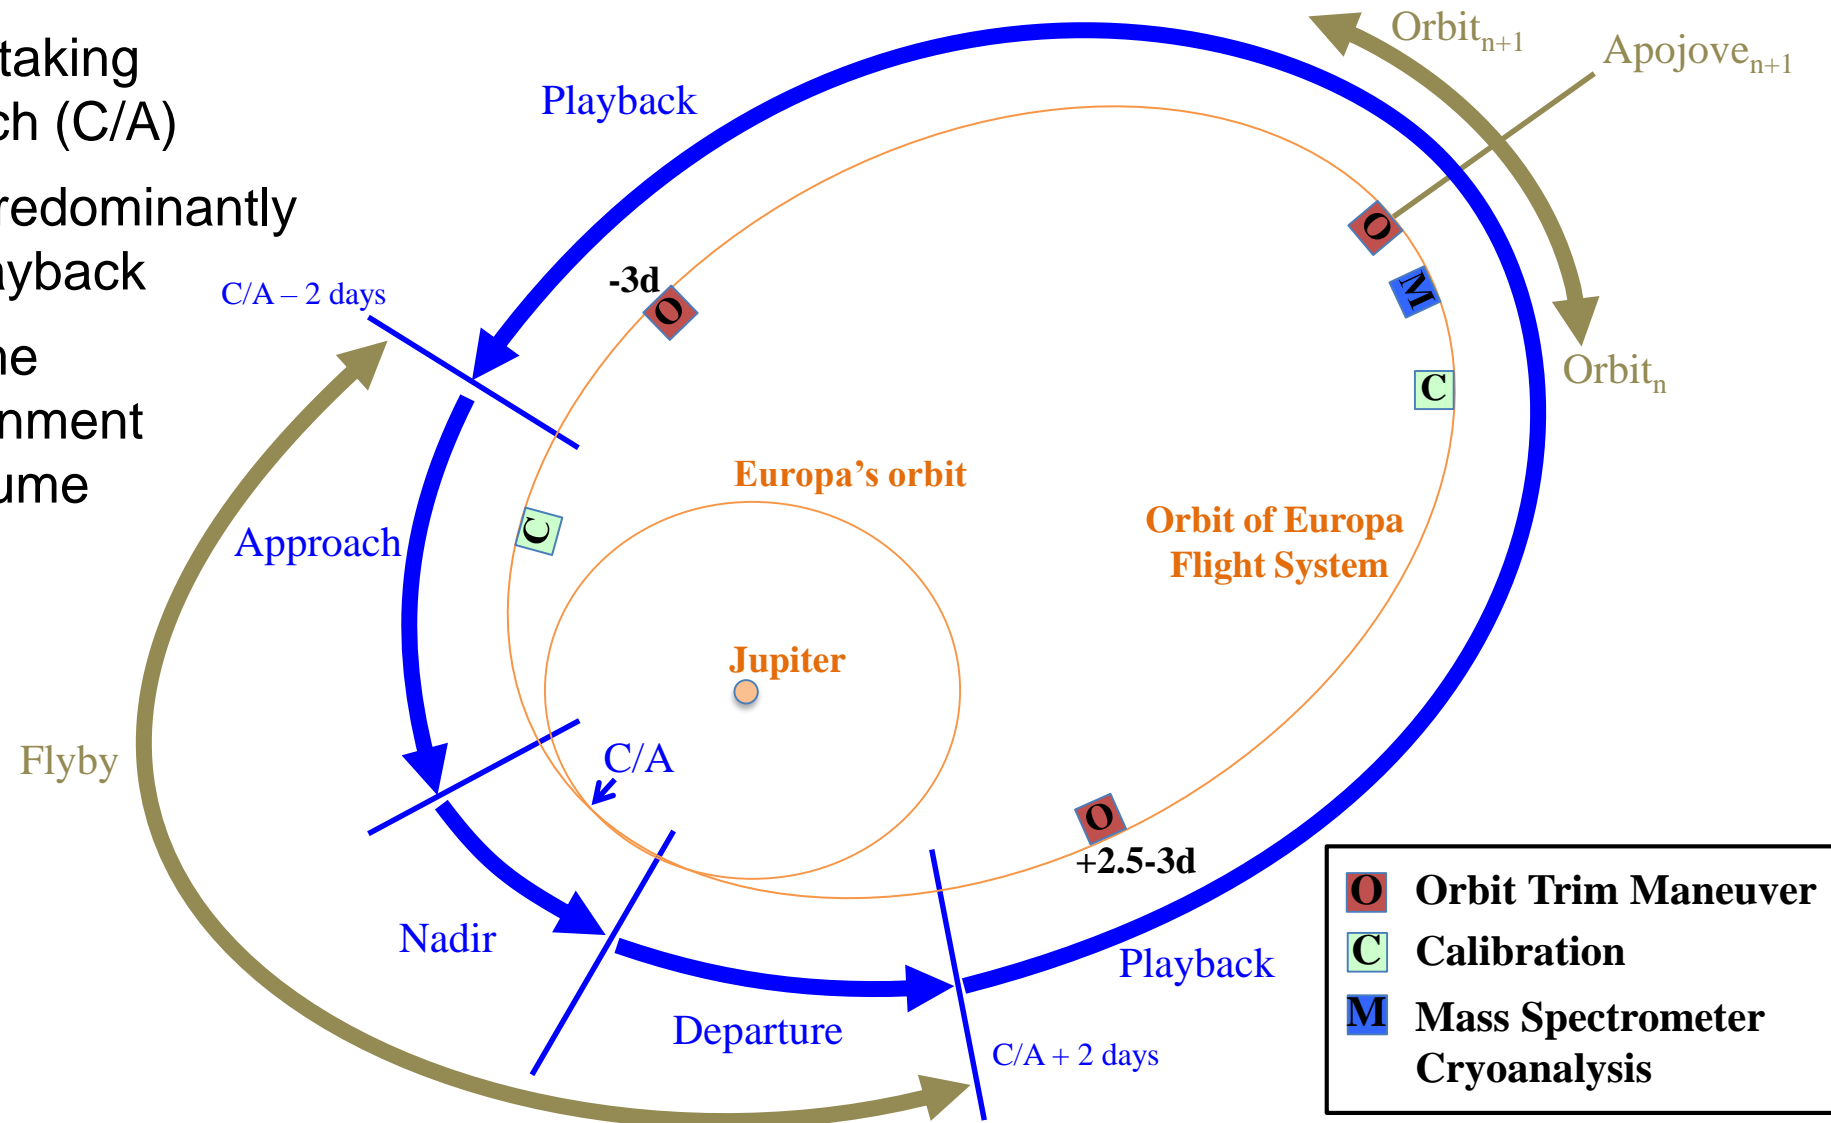 taking
ch (C/A)
redominantly
ayback
ne
nment
ume
Playback
Orbit n+1
Apojove n+1
C/A – 2 days
-3d
O
O
M
C
Orbit n
Europa’s orbit
Orbit of Europa
Flight System
C
Approach
Jupiter
C/A
Flyby
O
+2.5-3d
Nadir
Playback
Departure
C/A + 2 days
O Orbit Trim Maneuver
C Calibration
M Mass Spectrometer
Cryoanalysis